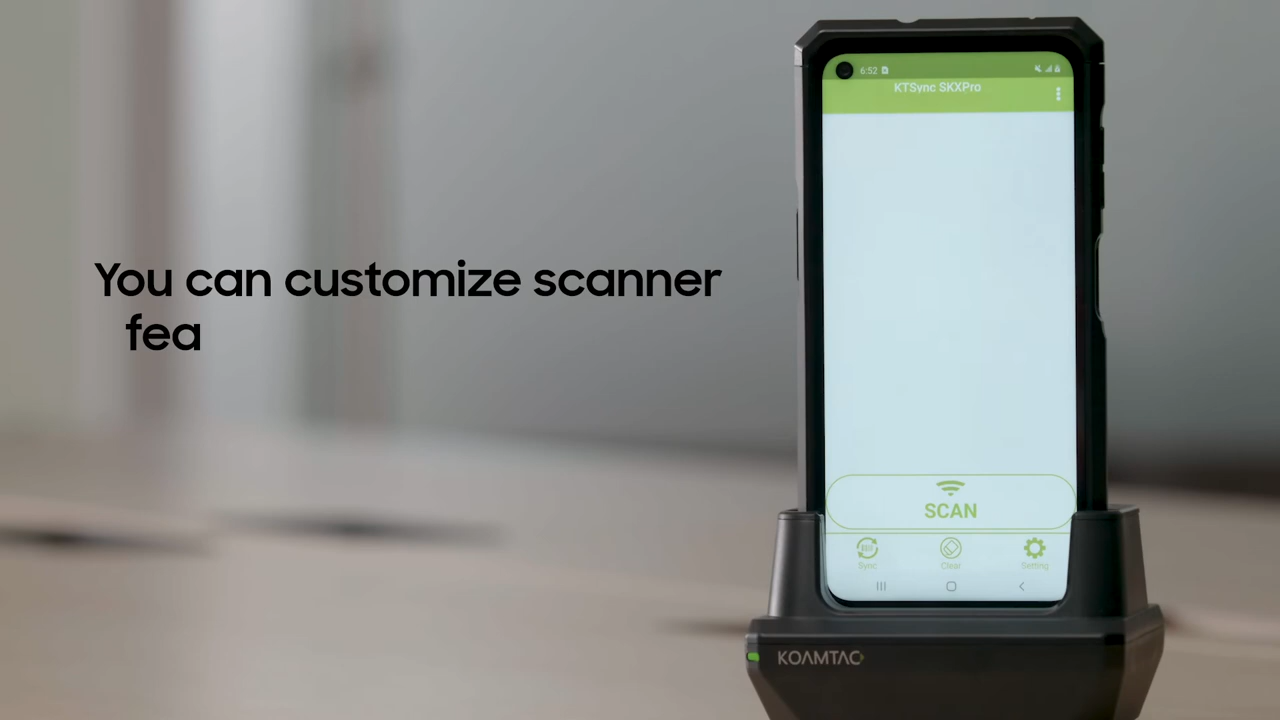 You can customize scanner
fea
6:52
KTSync SKXPro
SCAN
Sync
Clear
Setting
KOAMTAC